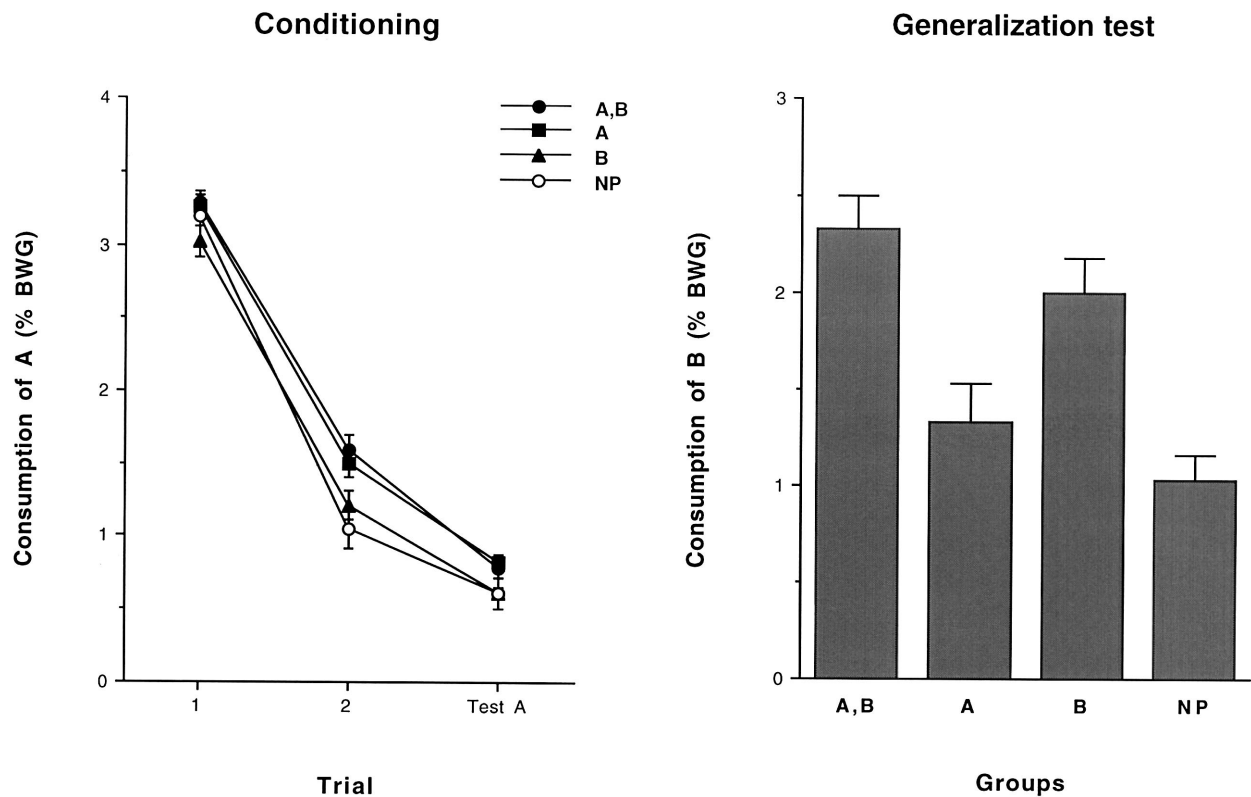 Conditioning
4
3
2
1
0
Consumption of A (% BWG)
A,B
A
B
NP
1
2
Test A
Trial
Generalization test
3
2
1
0
Consumption of B (% BWG)
A,B
A
B
NP
Groups